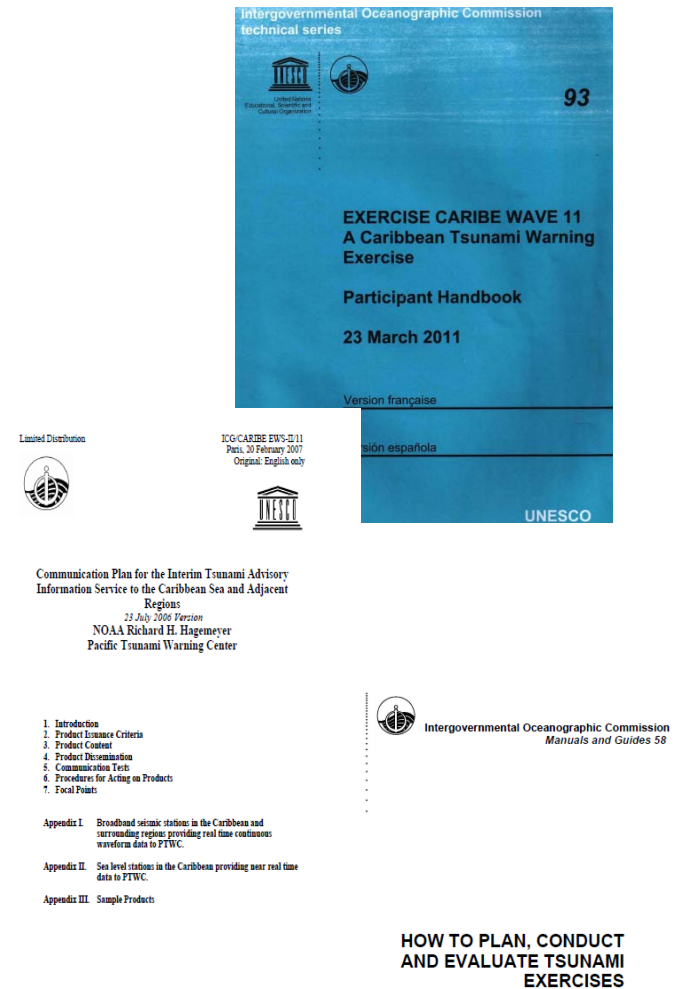 Intergovernmental Oceanographic Commission
technical series
UNESCO
United Nations
Educational, Scientific and
Cultural Organization
93
EXERCISE CARIBE WAVE 11
A Caribbean Tsunami Warning
Exercise
Participant Handbook
23 March 2011
Version française
sión española
UNESCO
Limited Distribution
ICG/CARIBE EWS-II/11
Paris, 20 February 2007
Original: English only
UNESCO
Communication Plan for the Interim Tsunami Advisory
Information Service to the Caribbean Sea and Adjacent
Regions
23 July 2006 Version
NOAA Richard H. Hagemeyer
Pacific Tsunami Warning Center
1. Introduction
2. Product Issuance Criteria
3. Product Content
4. Product Dissemination
5. Communication Tests
6. Procedures for Acting on Products
7. Focal Points
Appendix I. Broadband seismic stations in the Caribbean and
surrounding regions providing real time continuous
waveform data to PTWC.
Appendix II. Sea level stations in the Caribbean providing near real time
data to PTWC.
Appendix III. Sample Products
Intergovernmental Oceanographic Commission
Manuals and Guides 58
HOW TO PLAN, CONDUCT
AND EVALUATE TSUNAMI
EXERCISES